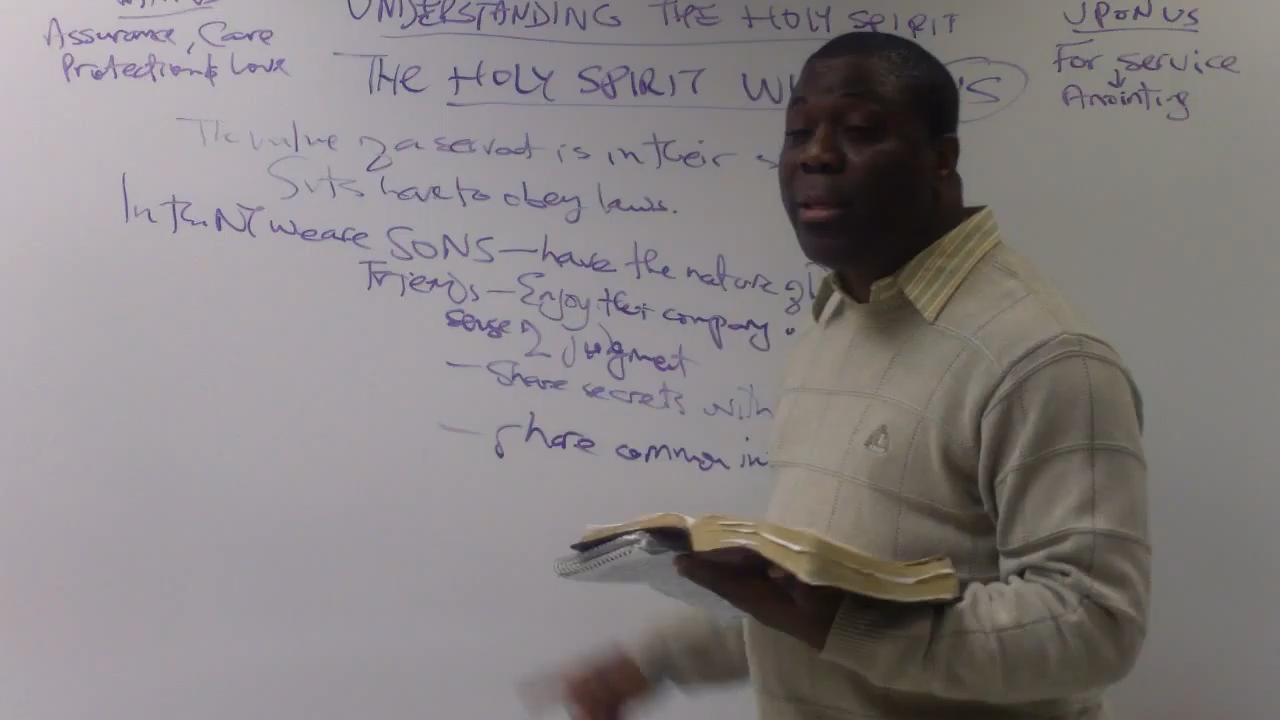 UNDERSTANDING THE HOLY SPIRIT
UPON US
Assurance, Care
Protection & Love
For service
Anointing
THE HOLY SPIRIT US
The value of a servant is in their
Svts have to obey laws.
In the NT we are SONS - have the nature of
Friends - Enjoy their company.
sense of judgment
- Share secrets with
- share common in